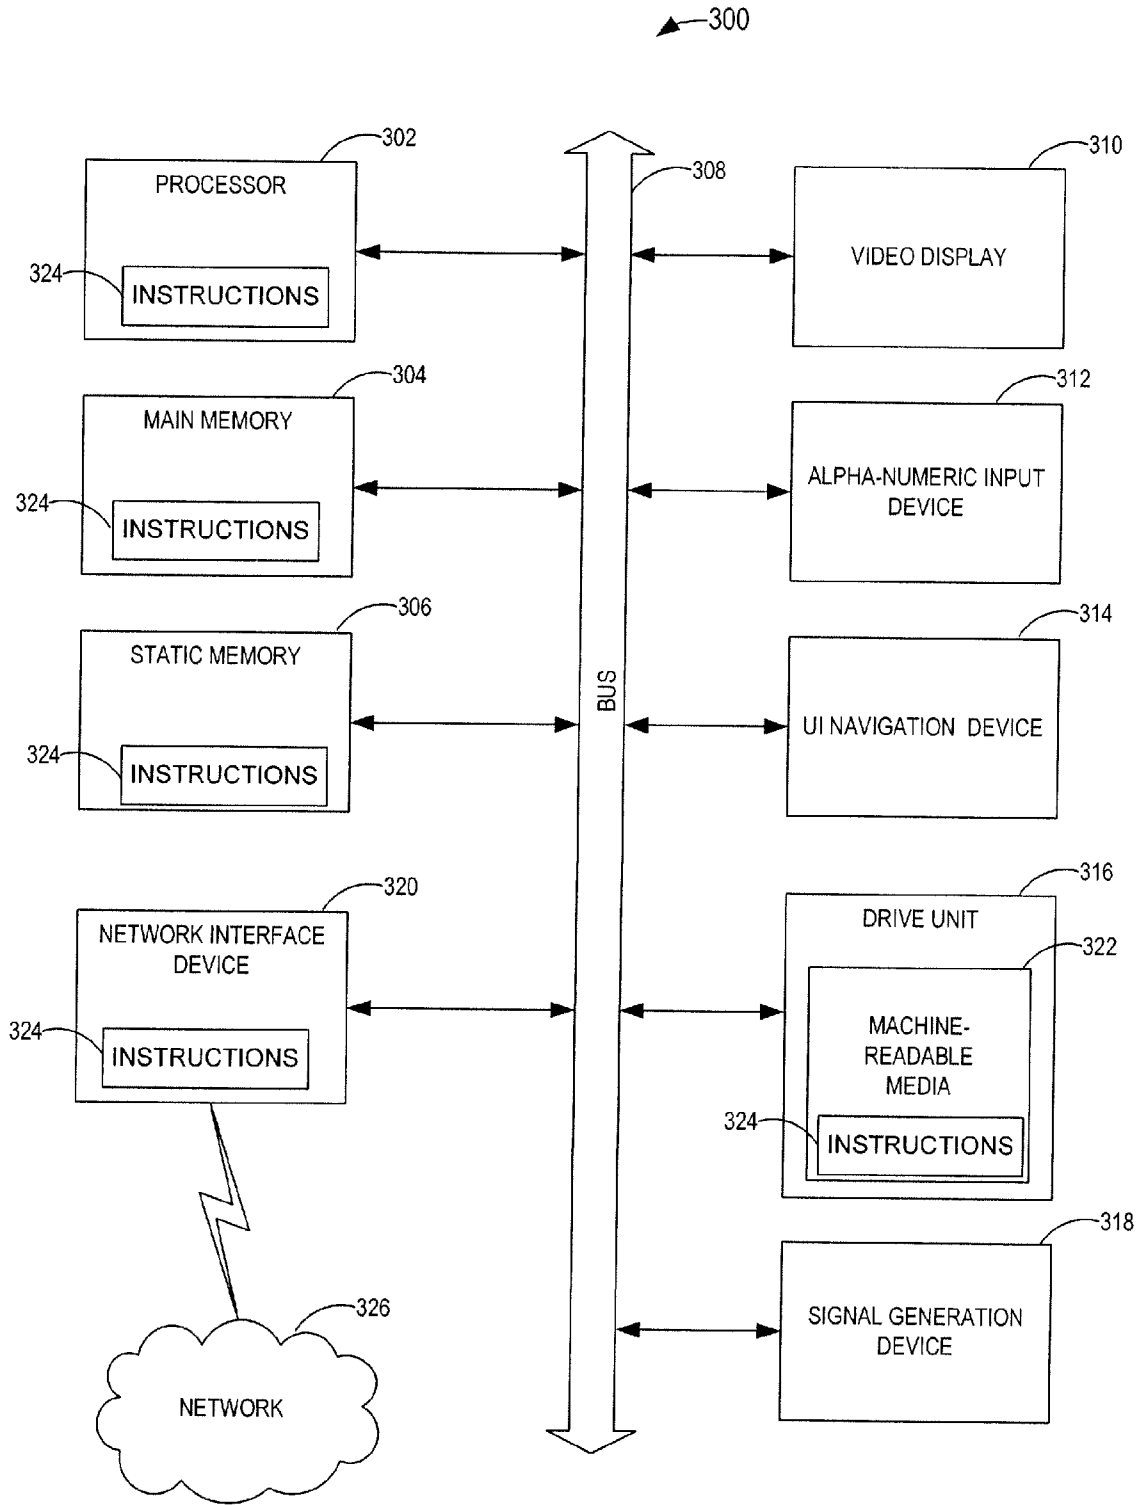 300
302
PROCESSOR
324
INSTRUCTIONS
304
MAIN MEMORY
324
INSTRUCTIONS
306
STATIC MEMORY
324
INSTRUCTIONS
320
NETWORK INTERFACE
DEVICE
324
INSTRUCTIONS
326
NETWORK
308
BUS
310
VIDEO DISPLAY
312
ALPHA-NUMERIC INPUT
DEVICE
314
UI NAVIGATION DEVICE
316
DRIVE UNIT
322
MACHINE-
READABLE
MEDIA
324
INSTRUCTIONS
318
SIGNAL GENERATION
DEVICE